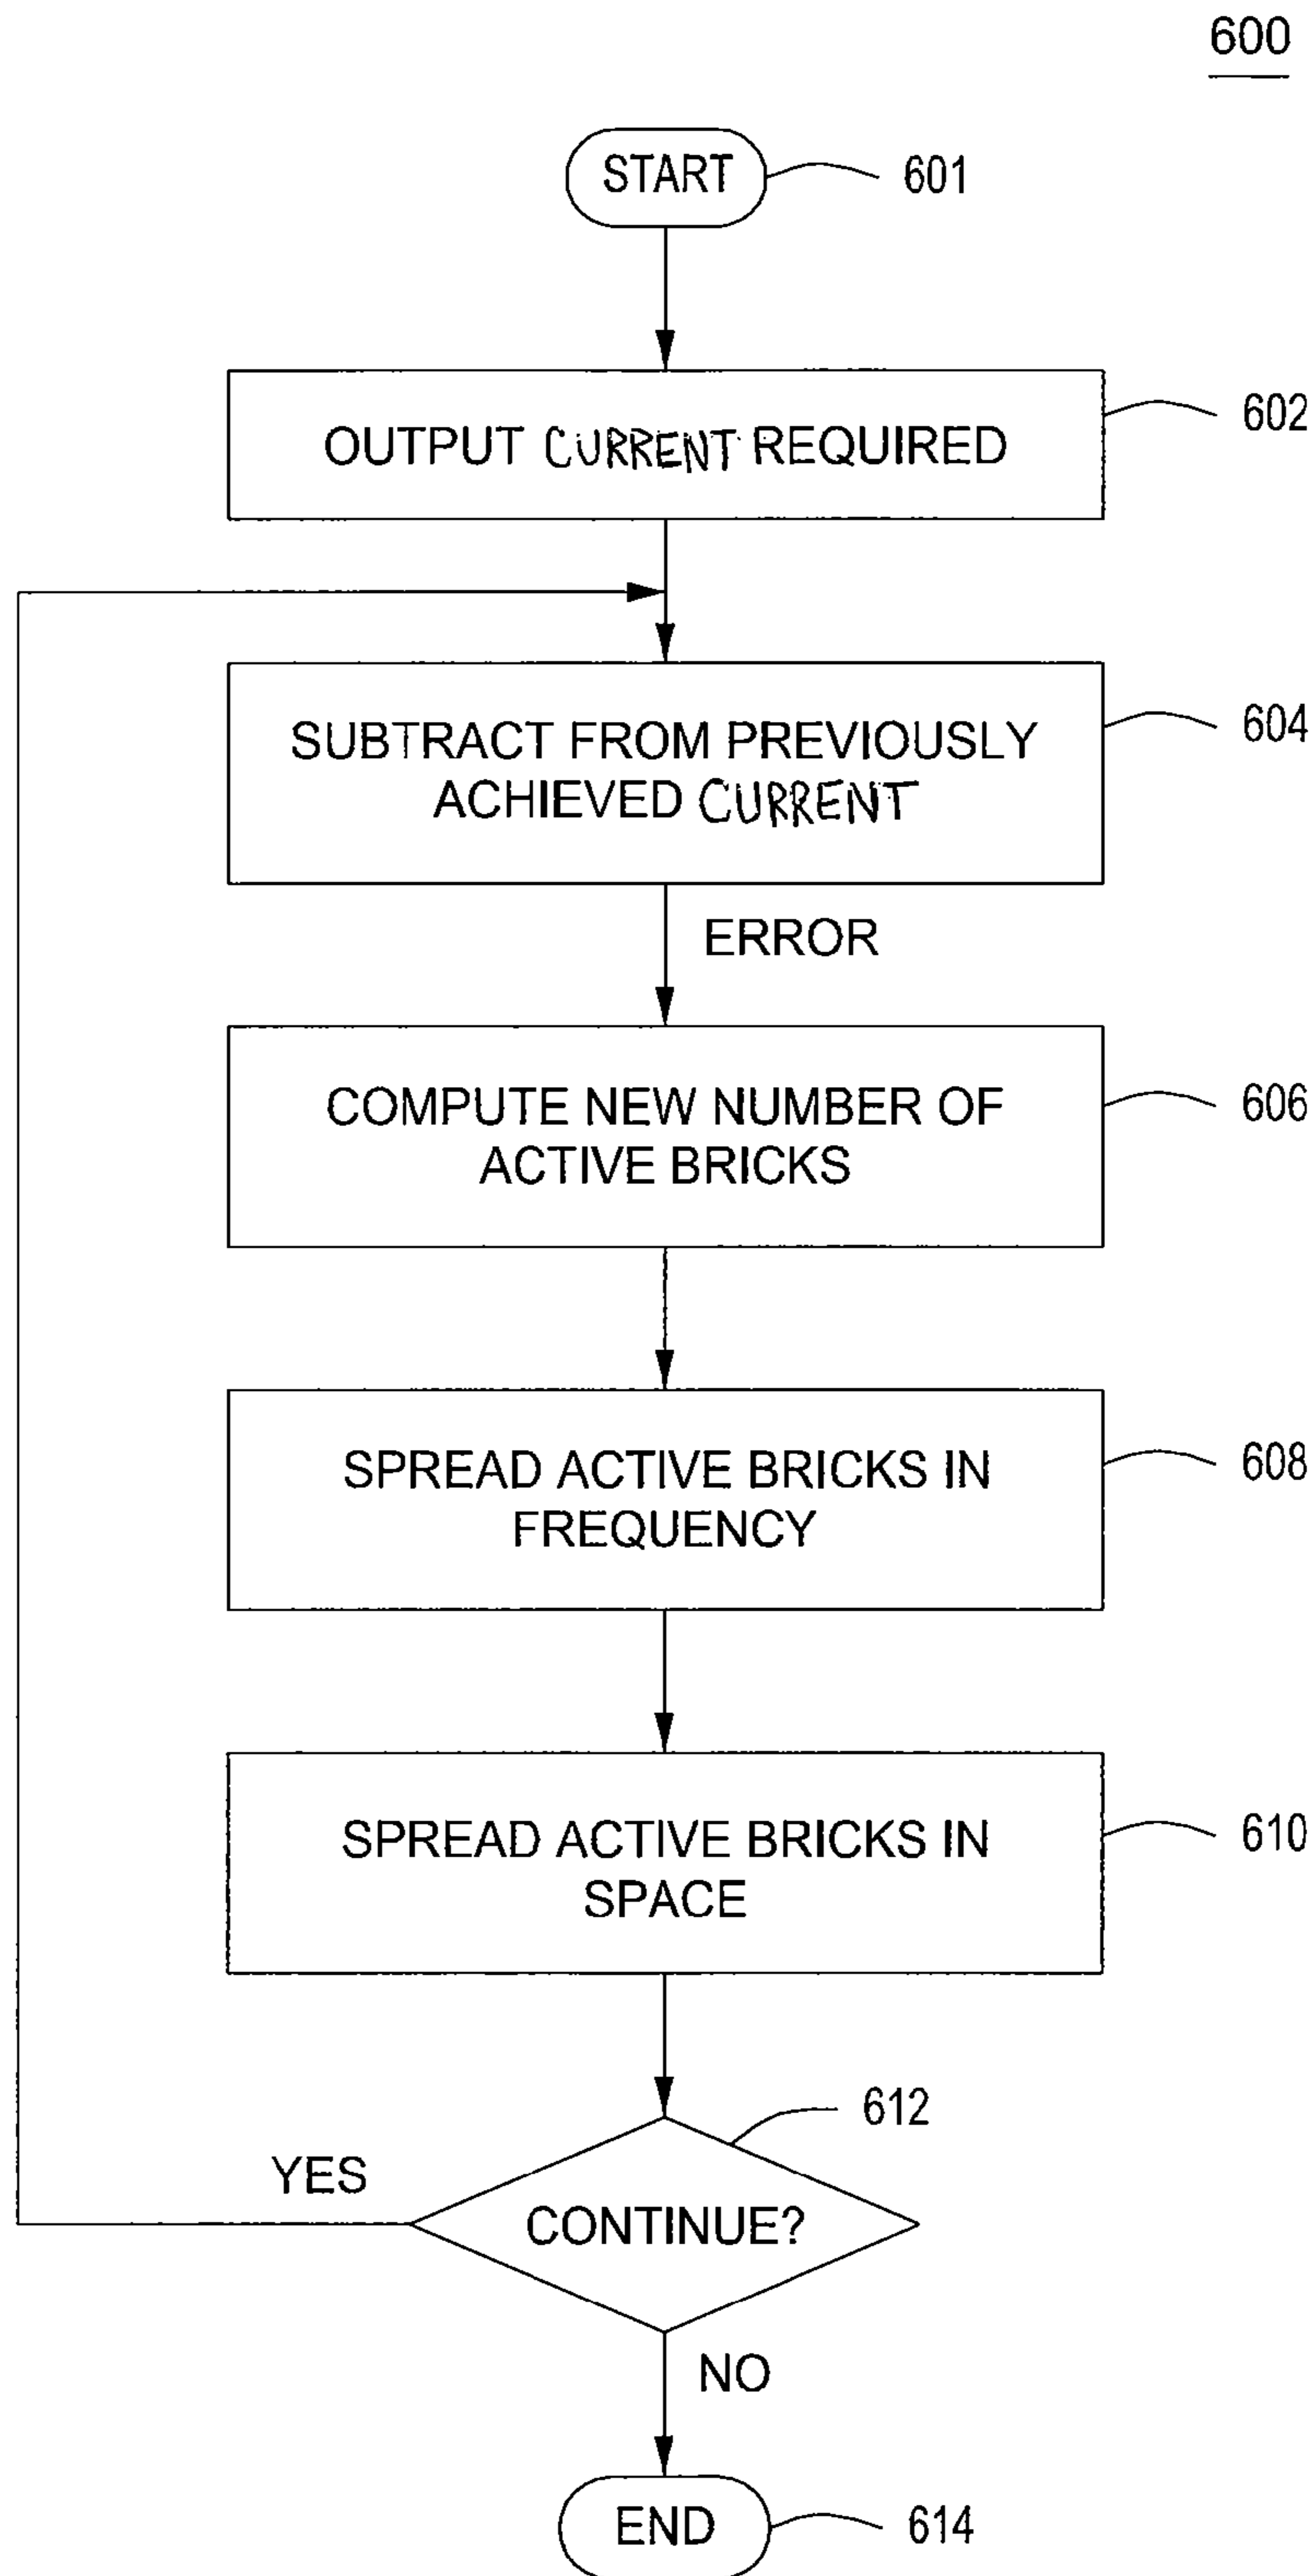 600
START
601
OUTPUT CURRENT REQUIRED
602
SUBTRACT FROM PREVIOUSLY
ACHIEVED CURRENT
604
ERROR
COMPUTE NEW NUMBER OF
ACTIVE BRICKS
606
SPREAD ACTIVE BRICKS IN
FREQUENCY
608
SPREAD ACTIVE BRICKS IN
SPACE
610
612
YES
CONTINUE?
NO
END
614